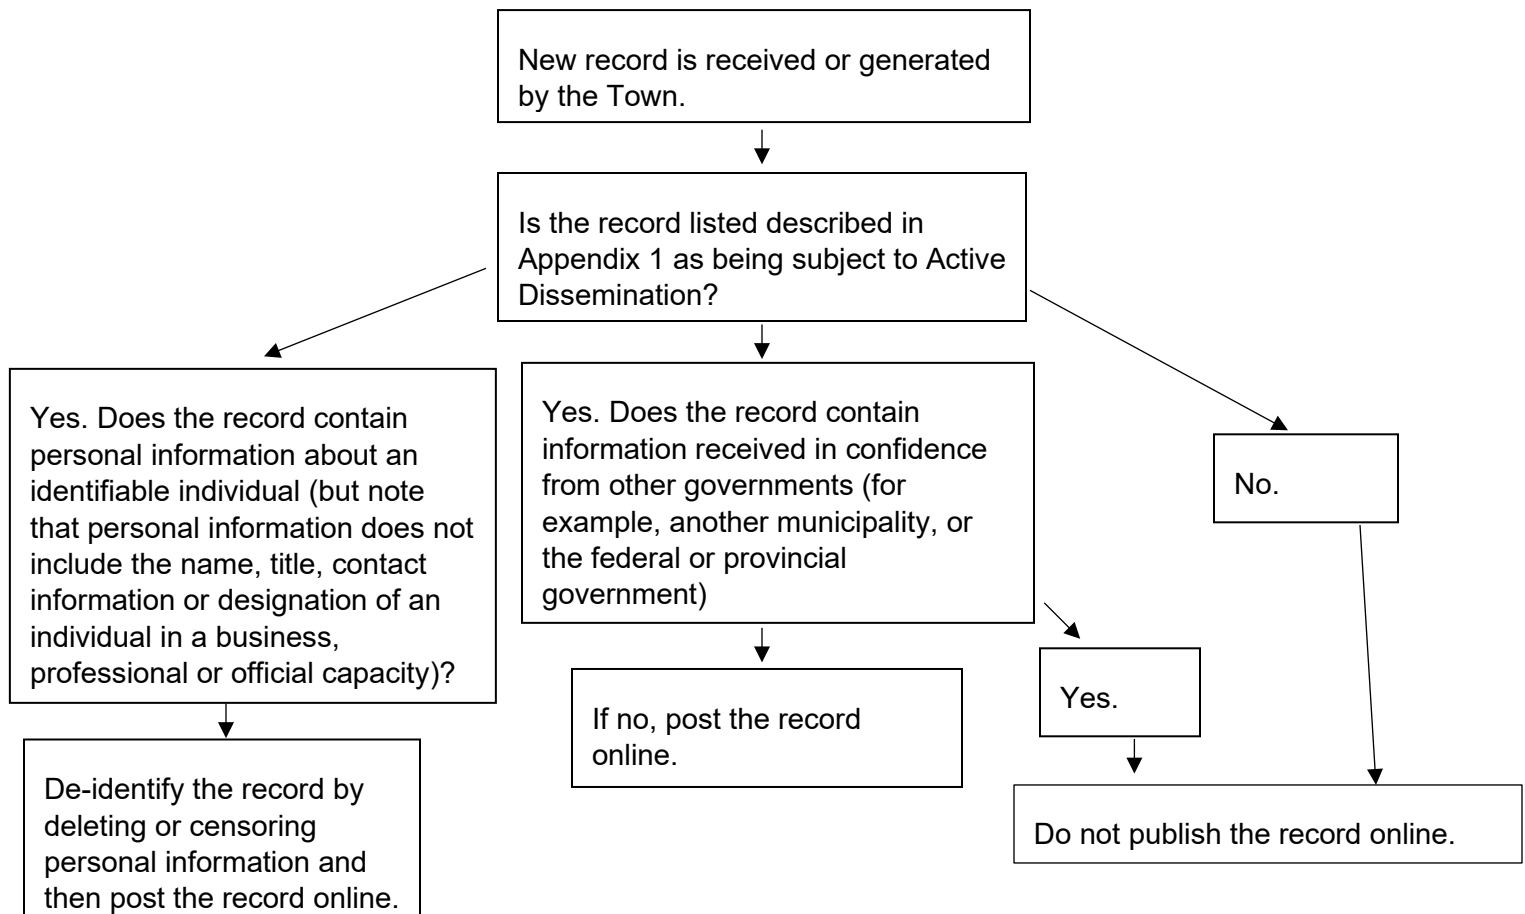 New record is received or generated
by the Town.
Is the record listed described in
Appendix 1 as being subject to Active
Dissemination?
Yes. Does the record contain
personal information about an
identifiable individual (but note
that personal information does not
include the name, title, contact
information or designation of an
individual in a business,
professional or official capacity)?
Yes. Does the record contain
information received in confidence
from other governments (for
example, another municipality, or
the federal or provincial
government)
No.
Yes.
If no, post the record
online.
De-identify the record by
deleting or censoring
personal information and
then post the record online.
Do not publish the record online.